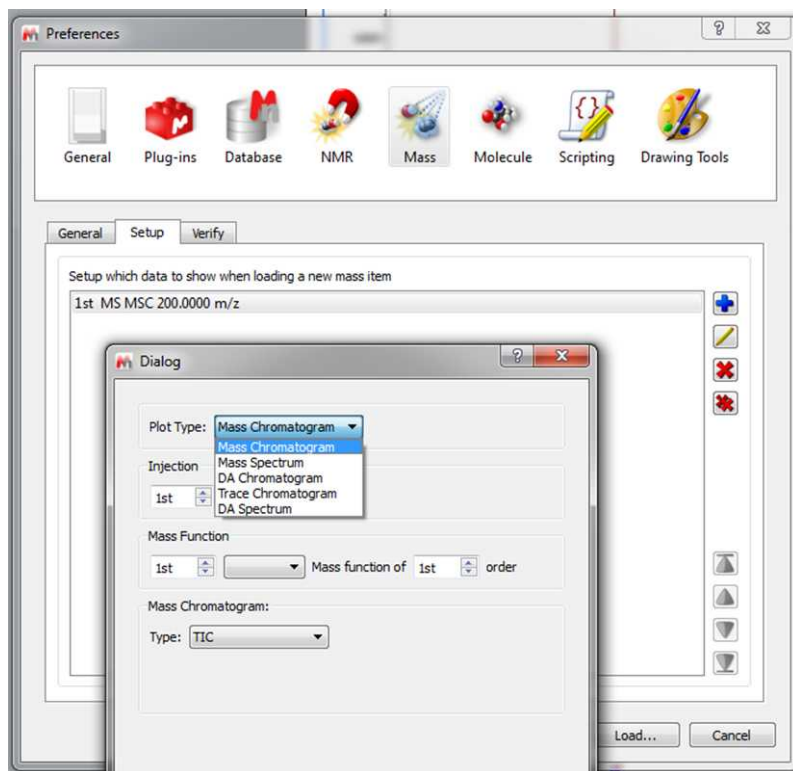 Preferences
General Plug-ins Database NMR Mass Molecule Scripting Drawing Tools
General Setup Verify
Setup which data to show when loading a new mass item
1st MS MSC 200.0000 m/z
Dialog
Plot Type: Mass Chromatogram
Mass Chromatogram
Mass Spectrum
DA Chromatogram
Trace Chromatogram
DA Spectrum
Injection
1st
Mass Function
1st Mass function of 1st order
Mass Chromatogram:
Type: TIC
Load... Cancel